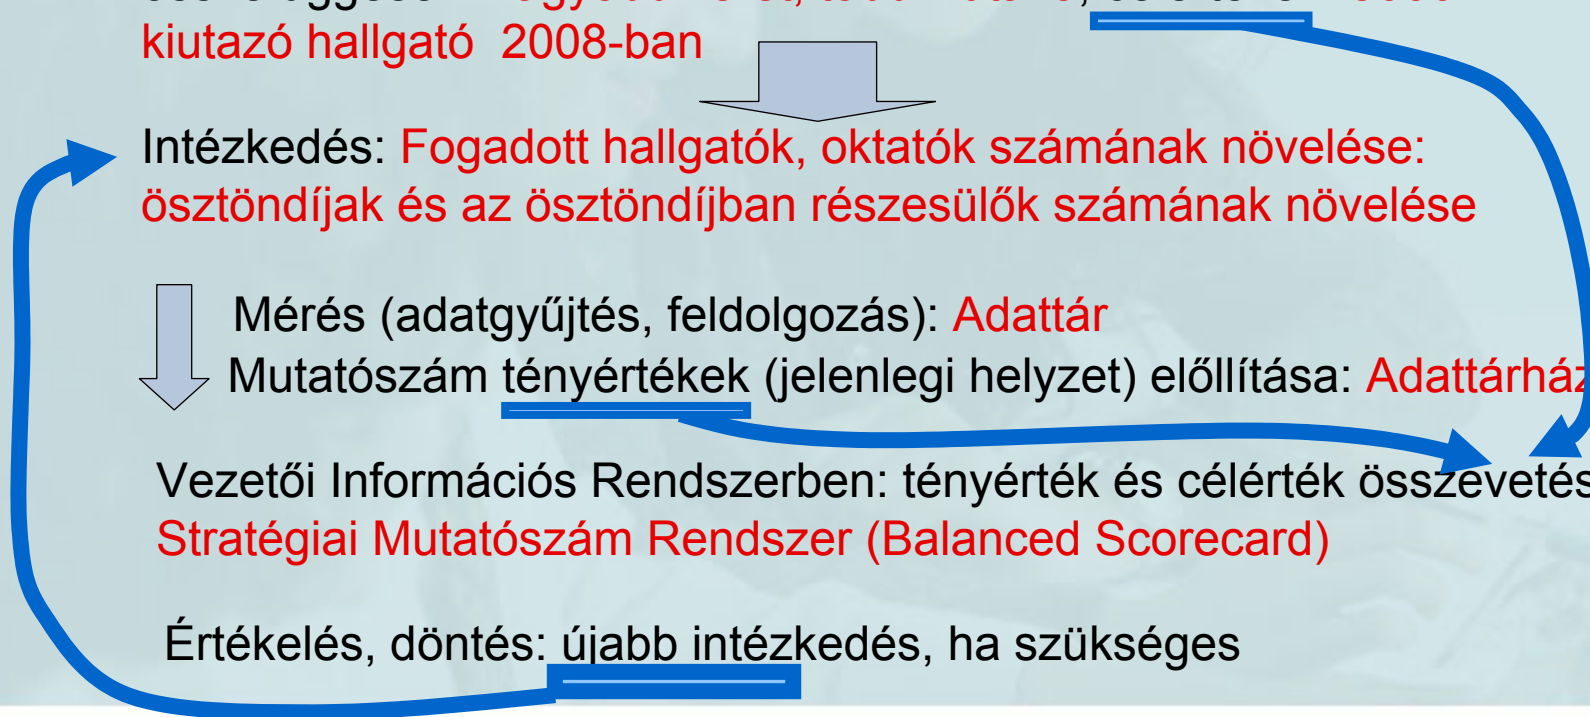 kiutazó hallgató 2008-ban
Intézkedés: Fogadott hallgatók, oktatók számának növelése:
ösztöndíjak és az ösztöndíjban részesülők számának növelése
Mérés (adatgyűjtés, feldolgozás): Adattár
Mutatószám tényértékek (jelenlegi helyzet) előllítása: Adattárház
Vezetői Információs Rendszerben: tényérték és célérték összevetés
Stratégiai Mutatószám Rendszer (Balanced Scorecard)
Értékelés, döntés: újabb intézkedés, ha szükséges